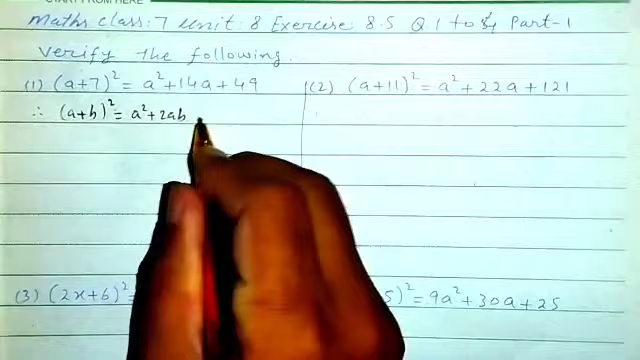 START FROM HERE
Maths class: 7 unit: 8 Exercise: 8.5 Q.1 to 4 Part-1
Verify the following.
(1) (a+7)² = a²+14a+49
∴ (a+b)² = a²+2ab
(2) (a+11)² = a²+22a+121
(3) (2x+6)² =
5)² = 9a²+30a+25